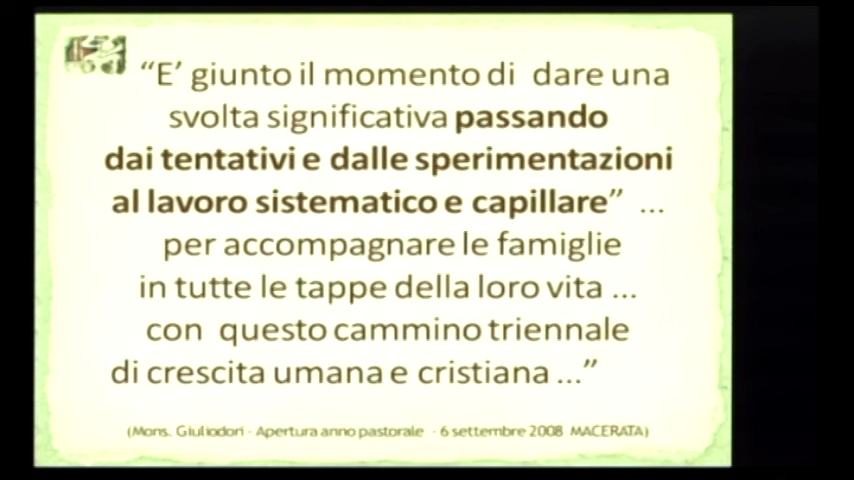 “E’ giunto il momento di dare una
svolta significativa passando
dai tentativi e dalle sperimentazioni
al lavoro sistematico e capillare” ...
per accompagnare le famiglie
in tutte le tappe della loro vita ...
con questo cammino triennale
di crescita umana e cristiana ...”
(Mons. Giuliodori - Apertura anno pastorale - 6 settembre 2008 MACERATA)